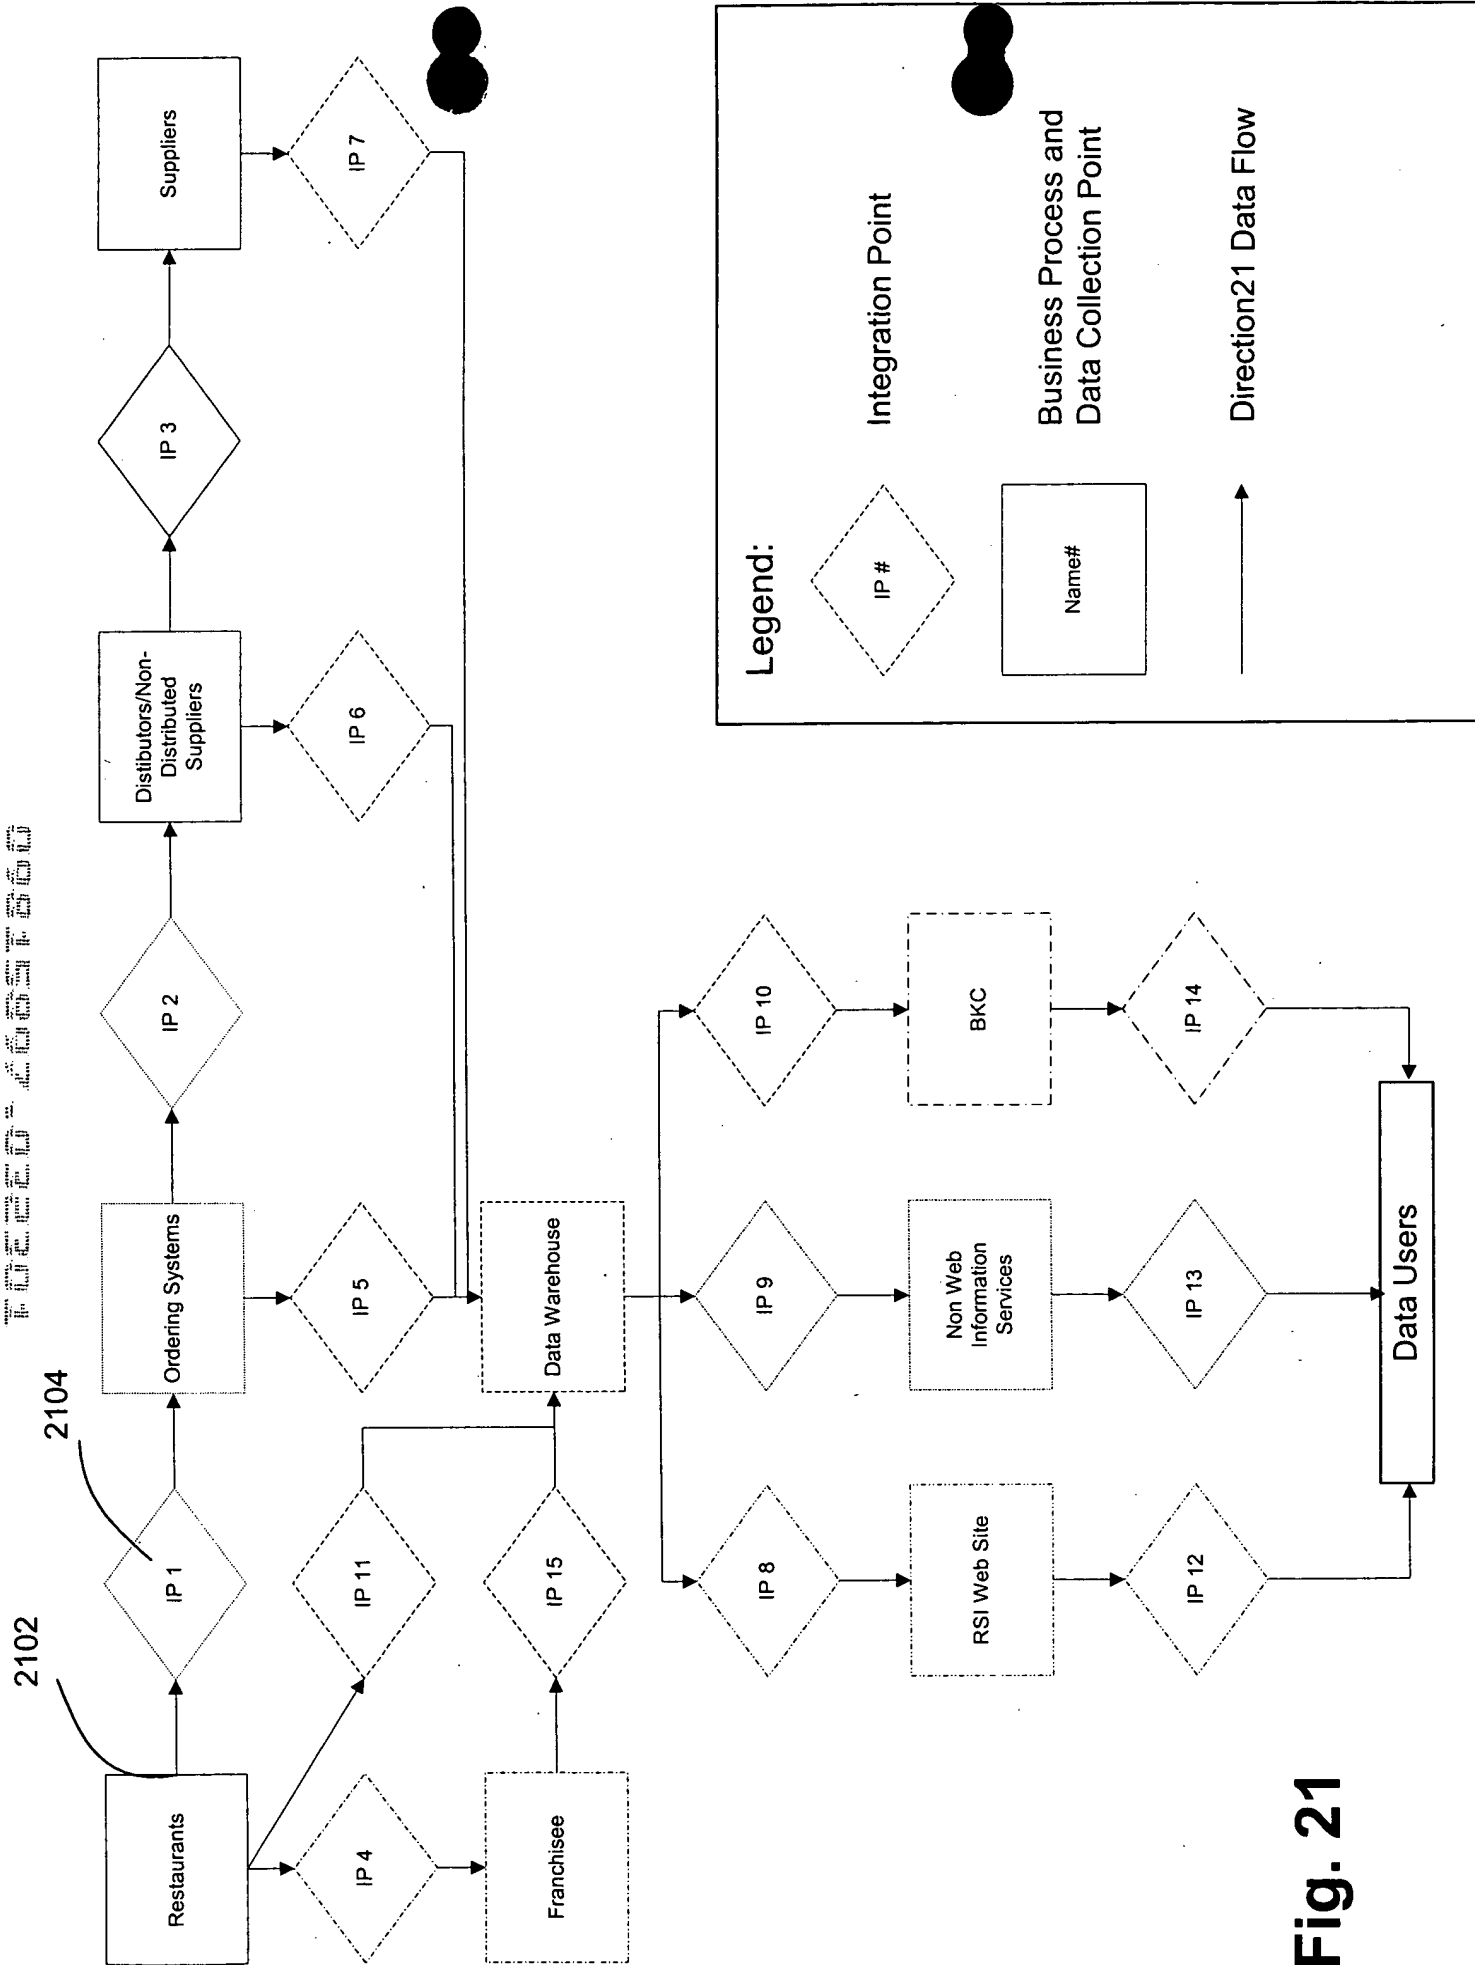 2102
2104
Restaurants
IP 1
Ordering Systems
IP 2
Distibutors/Non-
Distributed
Suppliers
IP 3
Suppliers
IP 4
IP 11
IP 5
IP 6
IP 7
Franchisee
IP 15
Data Warehouse
IP 8
IP 9
IP 10
RSI Web Site
Non Web
Information
Services
BKC
IP 12
IP 13
IP 14
Data Users
Legend:
IP #
Integration Point
Name#
Business Process and
Data Collection Point
Direction21 Data Flow
Fig. 21